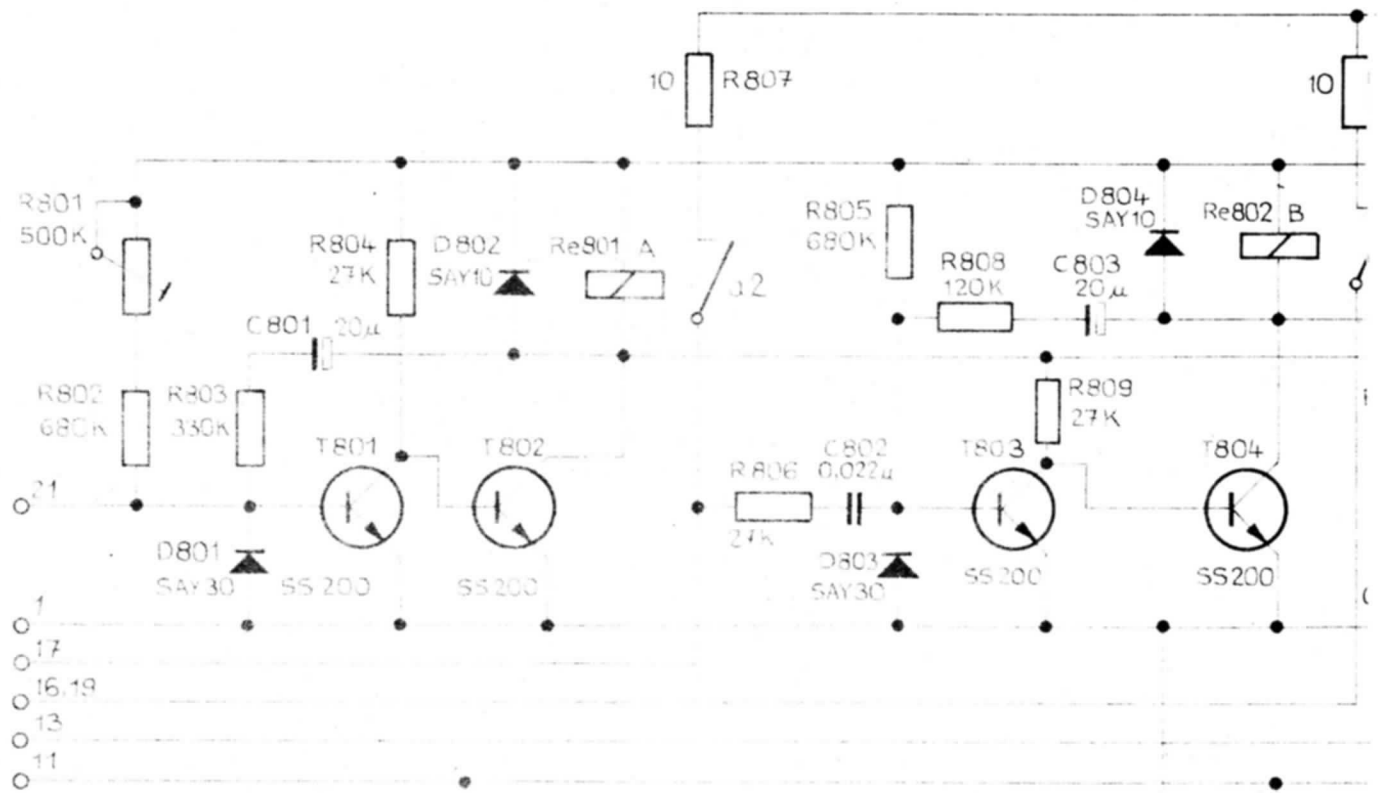 10 R807
10
R801
500K
R804
27K
D802
SAY10
Re801 A
a2
R805
680K
R808
120K
C803
20µ
D804
SAY10
Re802 B
C801 20µ
R802
680K
R803
330K
T801
T802
R806
27K
C802
0,022µ
T803
R809
27K
T804
21
D801
SAY30
SS200
SS200
D803
SAY30
SS200
SS200
1
17
16,19
13
11